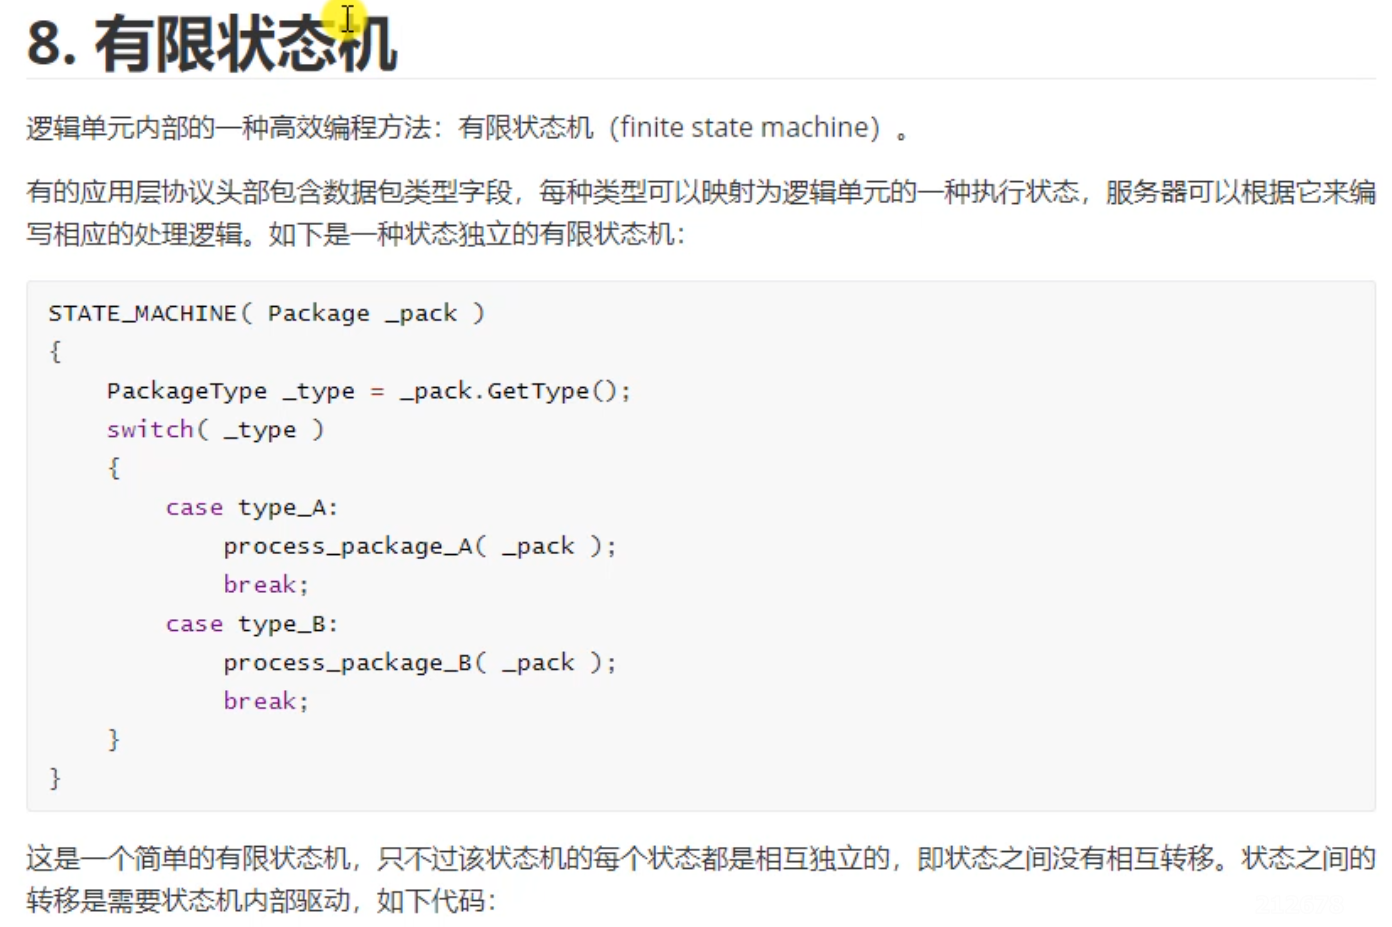 8. 有限状态机
逻辑单元内部的一种高效编程方法：有限状态机（finite state machine）。
有的应用层协议头部包含数据包类型字段，每种类型可以映射为逻辑单元的一种执行状态，服务器可以根据它来编
写相应的处理逻辑。如下是一种状态独立的有限状态机：
STATE_MACHINE( Package _pack )
{
    PackageType _type = _pack.GetType();
    switch( _type )
    {
        case type_A:
            process_package_A( _pack );
            break;
        case type_B:
            process_package_B( _pack );
            break;
    }
}
这是一个简单的有限状态机，只不过该状态机的每个状态都是相互独立的，即状态之间没有相互转移。状态之间的
转移是需要状态机内部驱动，如下代码：